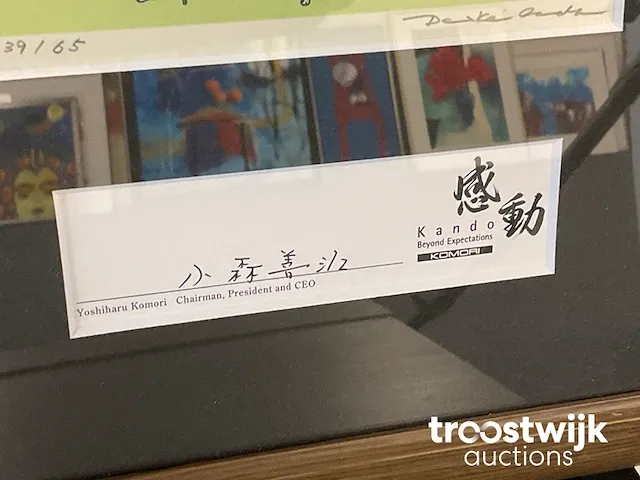 39/65
感動
Kando
Beyond Expectations
KOMORI
小森善治
Yoshiharu Komori Chairman, President and CEO
troostwijk
auctions